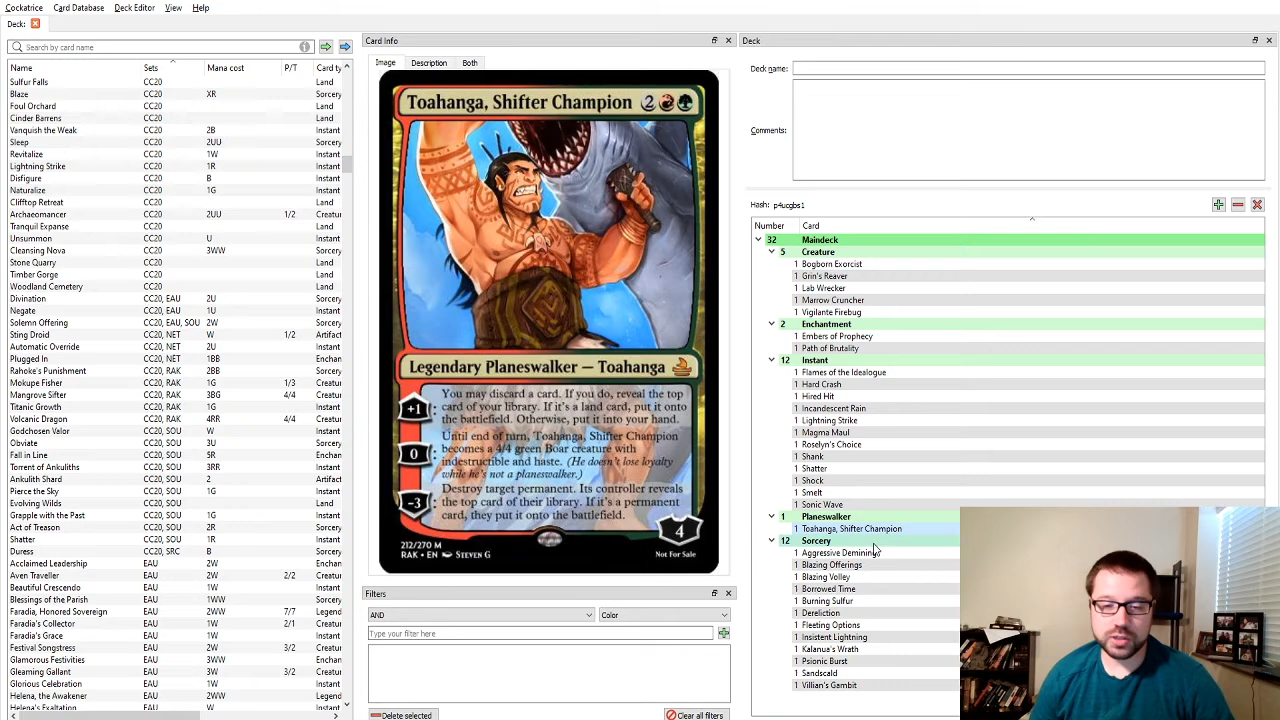 Cockatrice Card Database Deck Editor View Help
Deck:
Search by card name
Name Sets Mana cost P/T Card ty
Sulfur Falls CC20 Land
Blaze CC20 XR Sorcery
Foul Orchard CC20 Land
Cinder Barrens CC20 Land
Vanquish the Weak CC20 2B Instant
Sleep CC20 2UU Sorcery
Revitalize CC20 1W Instant
Lightning Strike CC20 1R Instant
Disfigure CC20 B Instant
Naturalize CC20 1G Instant
Clifftop Retreat CC20 Land
Archaeomancer CC20 2UU 1/2 Creatur
Tranquil Expanse CC20 Land
Unsummon CC20 U Instant
Cleansing Nova CC20 3WW Sorcery
Stone Quarry CC20 Land
Timber Gorge CC20 Land
Woodland Cemetery CC20 Land
Divination CC20, EAU 2U Sorcery
Negate CC20, EAU 1U Instant
Solemn Offering CC20, EAU, SOU 2W Sorcery
Sting Droid CC20, NET W 1/2 Artifact
Automatic Override CC20, NET 2U Instant
Plugged In CC20, NET 1BB Enchan
Rahoke's Punishment CC20, RAK 2BB Sorcery
Mokupe Fisher CC20, RAK 1G 1/3 Creatur
Mangrove Sifter CC20, RAK 3BG 4/4 Creatur
Titanic Growth CC20, RAK 1G Instant
Volcanic Dragon CC20, RAK 4RR 4/4 Creatur
Godchosen Valor CC20, SOU W Instant
Obviate CC20, SOU 3U Instant
Fall in Line CC20, SOU 5R Instant
Torrent of Ankuliths CC20, SOU 3RR Instant
Ankulith Shard CC20, SOU 2 Artifact
Pierce the Sky CC20, SOU 1G Instant
Evolving Wilds CC20, SOU Land
Grapple with the Past CC20, SOU 1G Instant
Act of Treason CC20, SOU 2R Instant
Shatter CC20, SOU 1R Instant
Duress CC20, SRC B Instant
Acclaimed Leadership EAU 2W Enchan
Aven Traveller EAU 2W 2/2 Creatur
Beautiful Crescendo EAU 1W Instant
Blessings of the Parish EAU 1WW Enchan
Faradia, Honored Sovereign EAU 3WW 7/7 Legend
Faradia's Collector EAU 1W 2/1 Creatur
Faradia's Grace EAU 1W Instant
Festival Songstress EAU 2W 3/2 Creatur
Glamorous Festivities EAU 3WW Enchan
Gleaming Gallant EAU 3W 3/2 Creatur
Glorious Celebration EAU 1W Instant
Helena, the Awakener EAU 2WW Legend
Helena's Exaltation EAU 2W Enchan
Card Info
Image Description Both
Toahanga, Shifter Champion 2
Legendary Planeswalker — Toahanga
+1 : You may discard a card. If you do, reveal the top
card of your library. If it's a land card, put it onto
the battlefield. Otherwise, put it into your hand.
Until end of turn, Toahanga, Shifter Champion
0 : becomes a 4/4 green Boar creature with
indestructible and haste. (He doesn't lose loyalty
while he's not a planeswalker.)
Destroy target permanent. Its controller reveals
-3 : the top card of their library. If it's a permanent
card, they put it onto the battlefield.
4
212/270 M
RAK • EN Steven G
Not For Sale
Filters
AND Color
Type your filter here
Delete selected Clear all filters
Deck
Deck name:
Comments:
Hash: p4ucgbs1
Number Card
32 Maindeck
5 Creature
1 Bogborn Exorcist
1 Grin's Reaver
1 Lab Wrecker
1 Marrow Cruncher
1 Vigilante Firebug
2 Enchantment
1 Embers of Prophecy
1 Path of Brutality
12 Instant
1 Flames of the Idealogue
1 Hard Crash
1 Hired Hit
1 Incandescent Rain
1 Lightning Strike
1 Magma Maul
1 Roselyn's Choice
1 Shank
1 Shatter
1 Shock
1 Smelt
1 Sonic Wave
1 Planeswalker
1 Toahanga, Shifter Champion
12 Sorcery
1 Aggressive Demining
1 Blazing Offerings
1 Blazing Volley
1 Borrowed Time
1 Burning Sulfur
1 Dereliction
1 Fleeting Options
1 Insistent Lightning
1 Kalanua's Wrath
1 Psionic Burst
1 Sandscald
1 Villian's Gambit